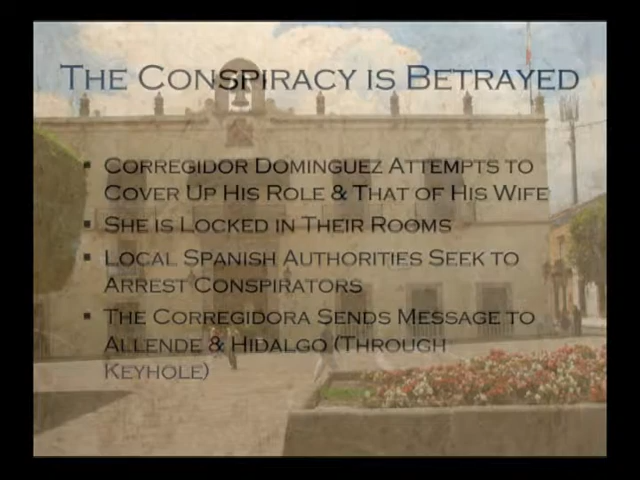 The Conspiracy is Betrayed
▪ Corregidor Dominguez Attempts to
Cover Up His Role & That of His Wife
▪ She is Locked in Their Rooms
▪ Local Spanish Authorities Seek to
Arrest Conspirators
▪ The Corregidora Sends Message to
Allende & Hidalgo (Through
Keyhole)